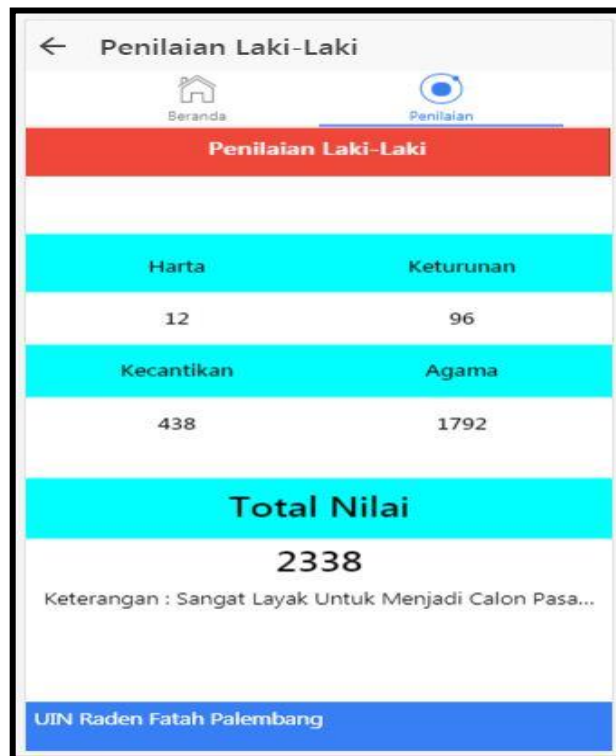 Penilaian Laki-Laki
Beranda Penilaian
Penilaian Laki-Laki
Harta Keturunan
12 96
Kecantikan Agama
438 1792
Total Nilai
2338
Keterangan : Sangat Layak Untuk Menjadi Calon Pasa...
UIN Raden Fatah Palembang